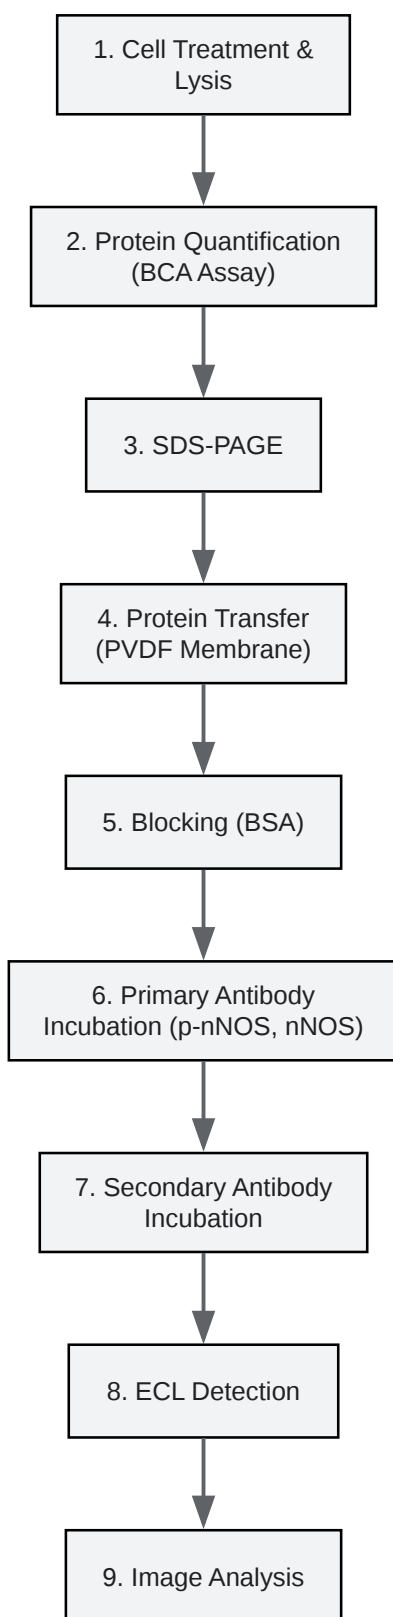 1. Cell Treatment &
Lysis
2. Protein Quantification
(BCA Assay)
3. SDS-PAGE
4. Protein Transfer
(PVDF Membrane)
5. Blocking (BSA)
6. Primary Antibody
Incubation (p-nNOS, nNOS)
7. Secondary Antibody
Incubation
8. ECL Detection
9. Image Analysis